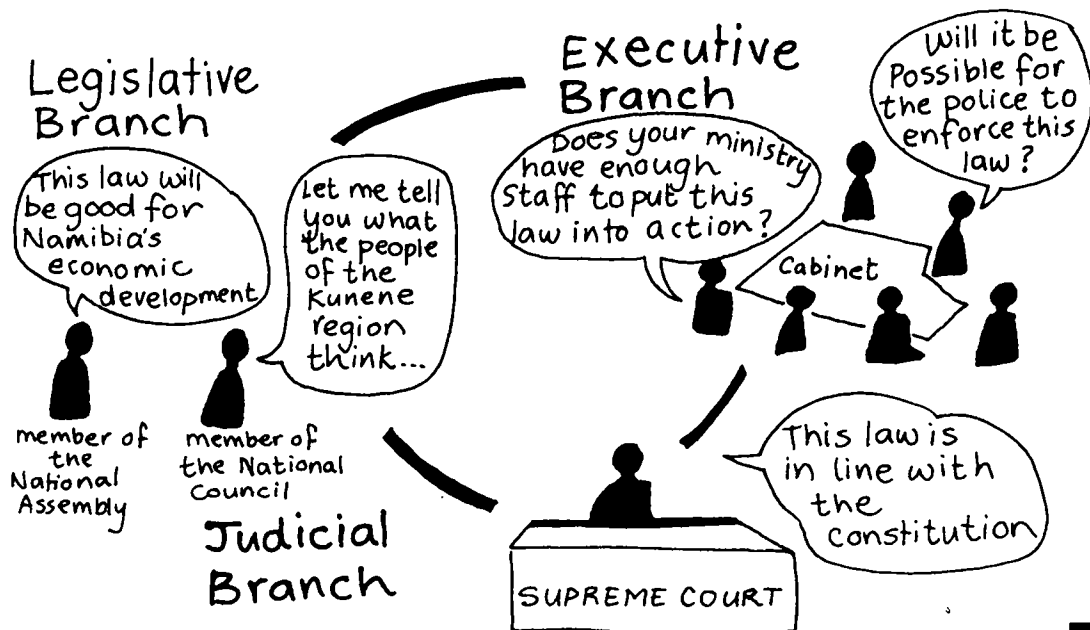 Legislative
Branch
This law will
be good for
Namibia's
economic
development
Let me tell
you what
the people
of the
Kunene
region
think...
member of
the
National
Assembly
member of
the National
Council
Executive
Branch
Does your ministry
have enough
staff to put this
law into action?
Will it be
Possible for
the police to
enforce this
law?
Cabinet
Judicial
Branch
This law is
in line with
the
constitution
SUPREME COURT